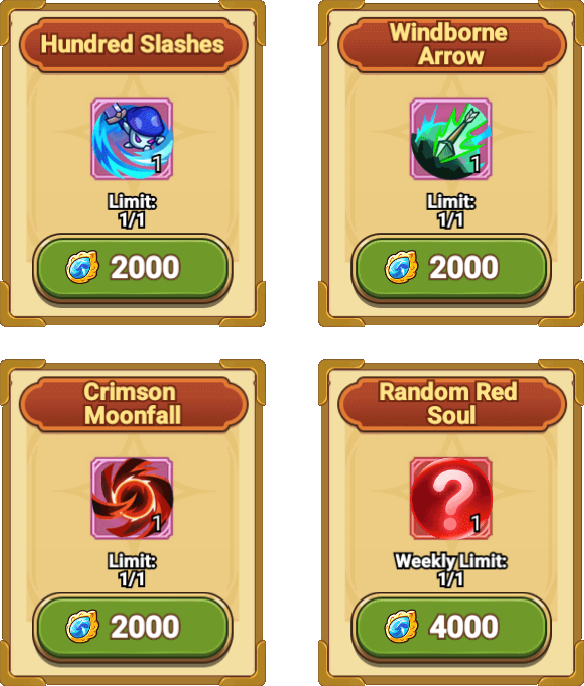 Hundred Slashes
1
Limit:
1/1
2000
Windborne
Arrow
1
Limit:
1/1
2000
Crimson
Moonfall
1
Limit:
1/1
2000
Random Red
Soul
?
1
Weekly Limit:
1/1
4000